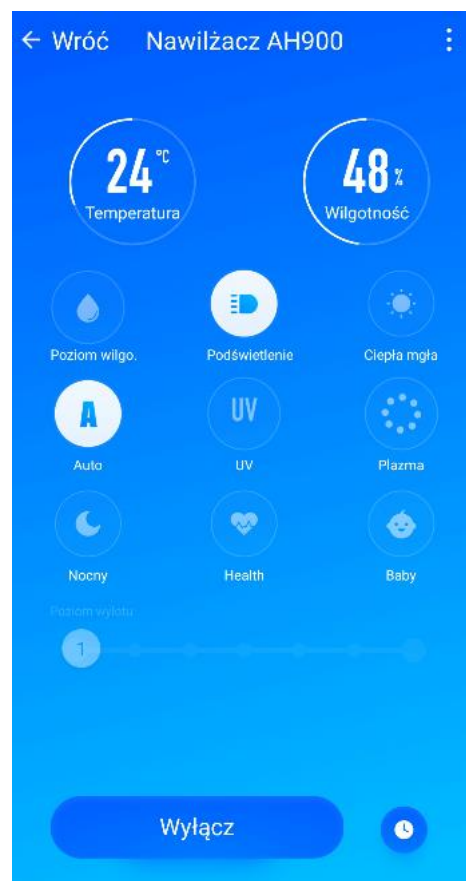 ← Wróć Nawilżacz AH900
24 °C
Temperatura
48 %
Wilgotność
Poziom wilgo. Podświetlenie Ciepła mgła
A UV
Auto UV Plazma
Nocny Health Baby
Poziom wylotu
1
Wyłącz